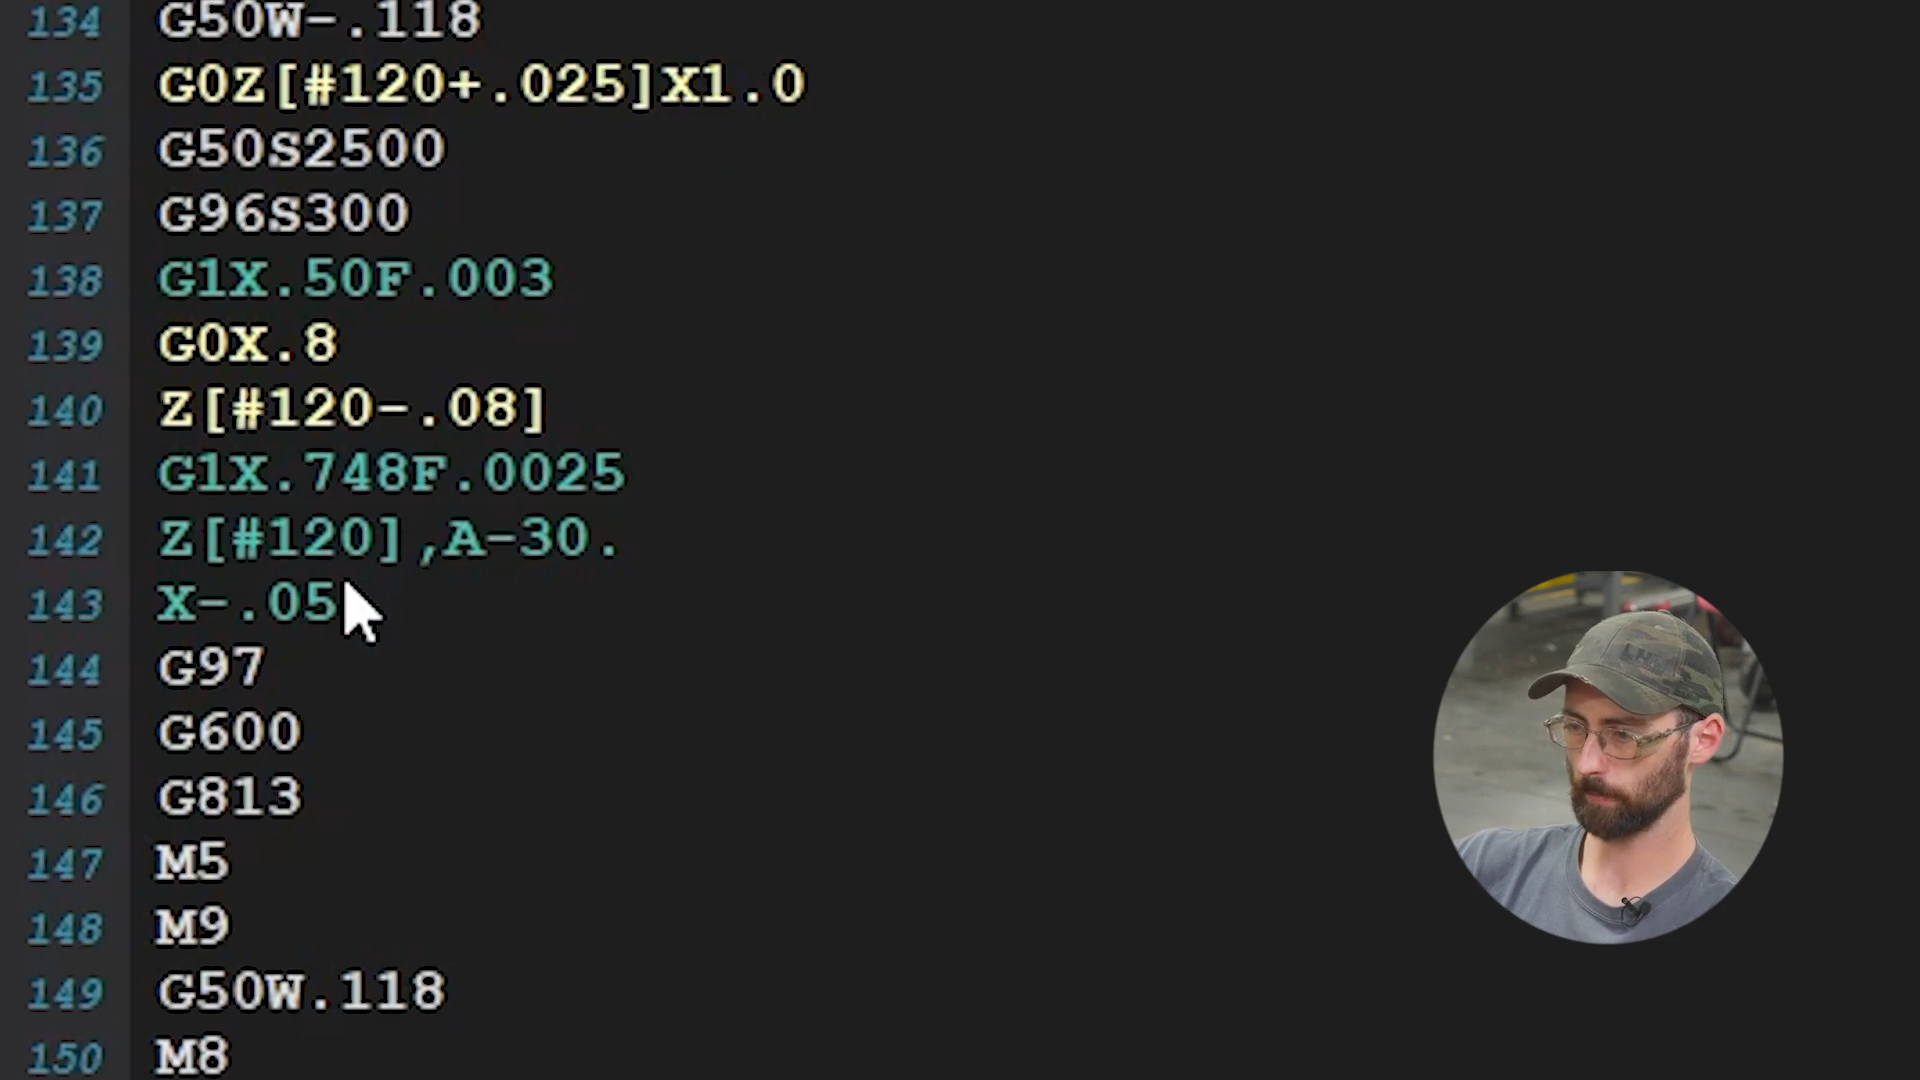 134 G50W-.118
135 G0Z[#120+.025]X1.0
136 G50S2500
137 G96S300
138 G1X.50F.003
139 G0X.8
140 Z[#120-.08]
141 G1X.748F.0025
142 Z[#120],A-30.
143 X-.05
144 G97
145 G600
146 G813
147 M5
148 M9
149 G50W.118
150 M8